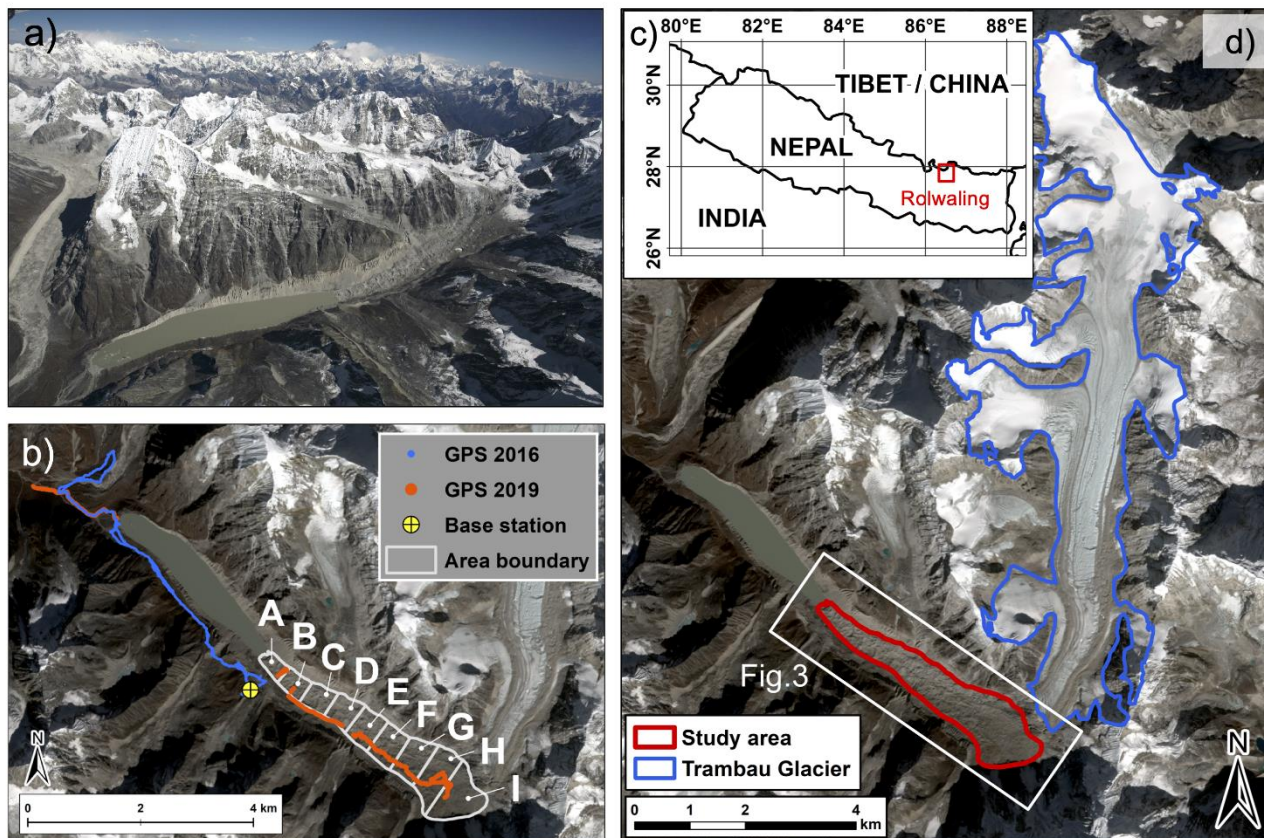 a)
b)
GPS 2016
GPS 2019
Base station
Area boundary
A
B
C
D
E
F
G
H
I
N
0 2 4 km
c)
80°E 82°E 84°E 86°E 88°E
30°N
28°N
26°N
TIBET / CHINA
NEPAL
Rolwaling
INDIA
d)
Fig.3
Study area
Trambau Glacier
0 1 2 4 km
N